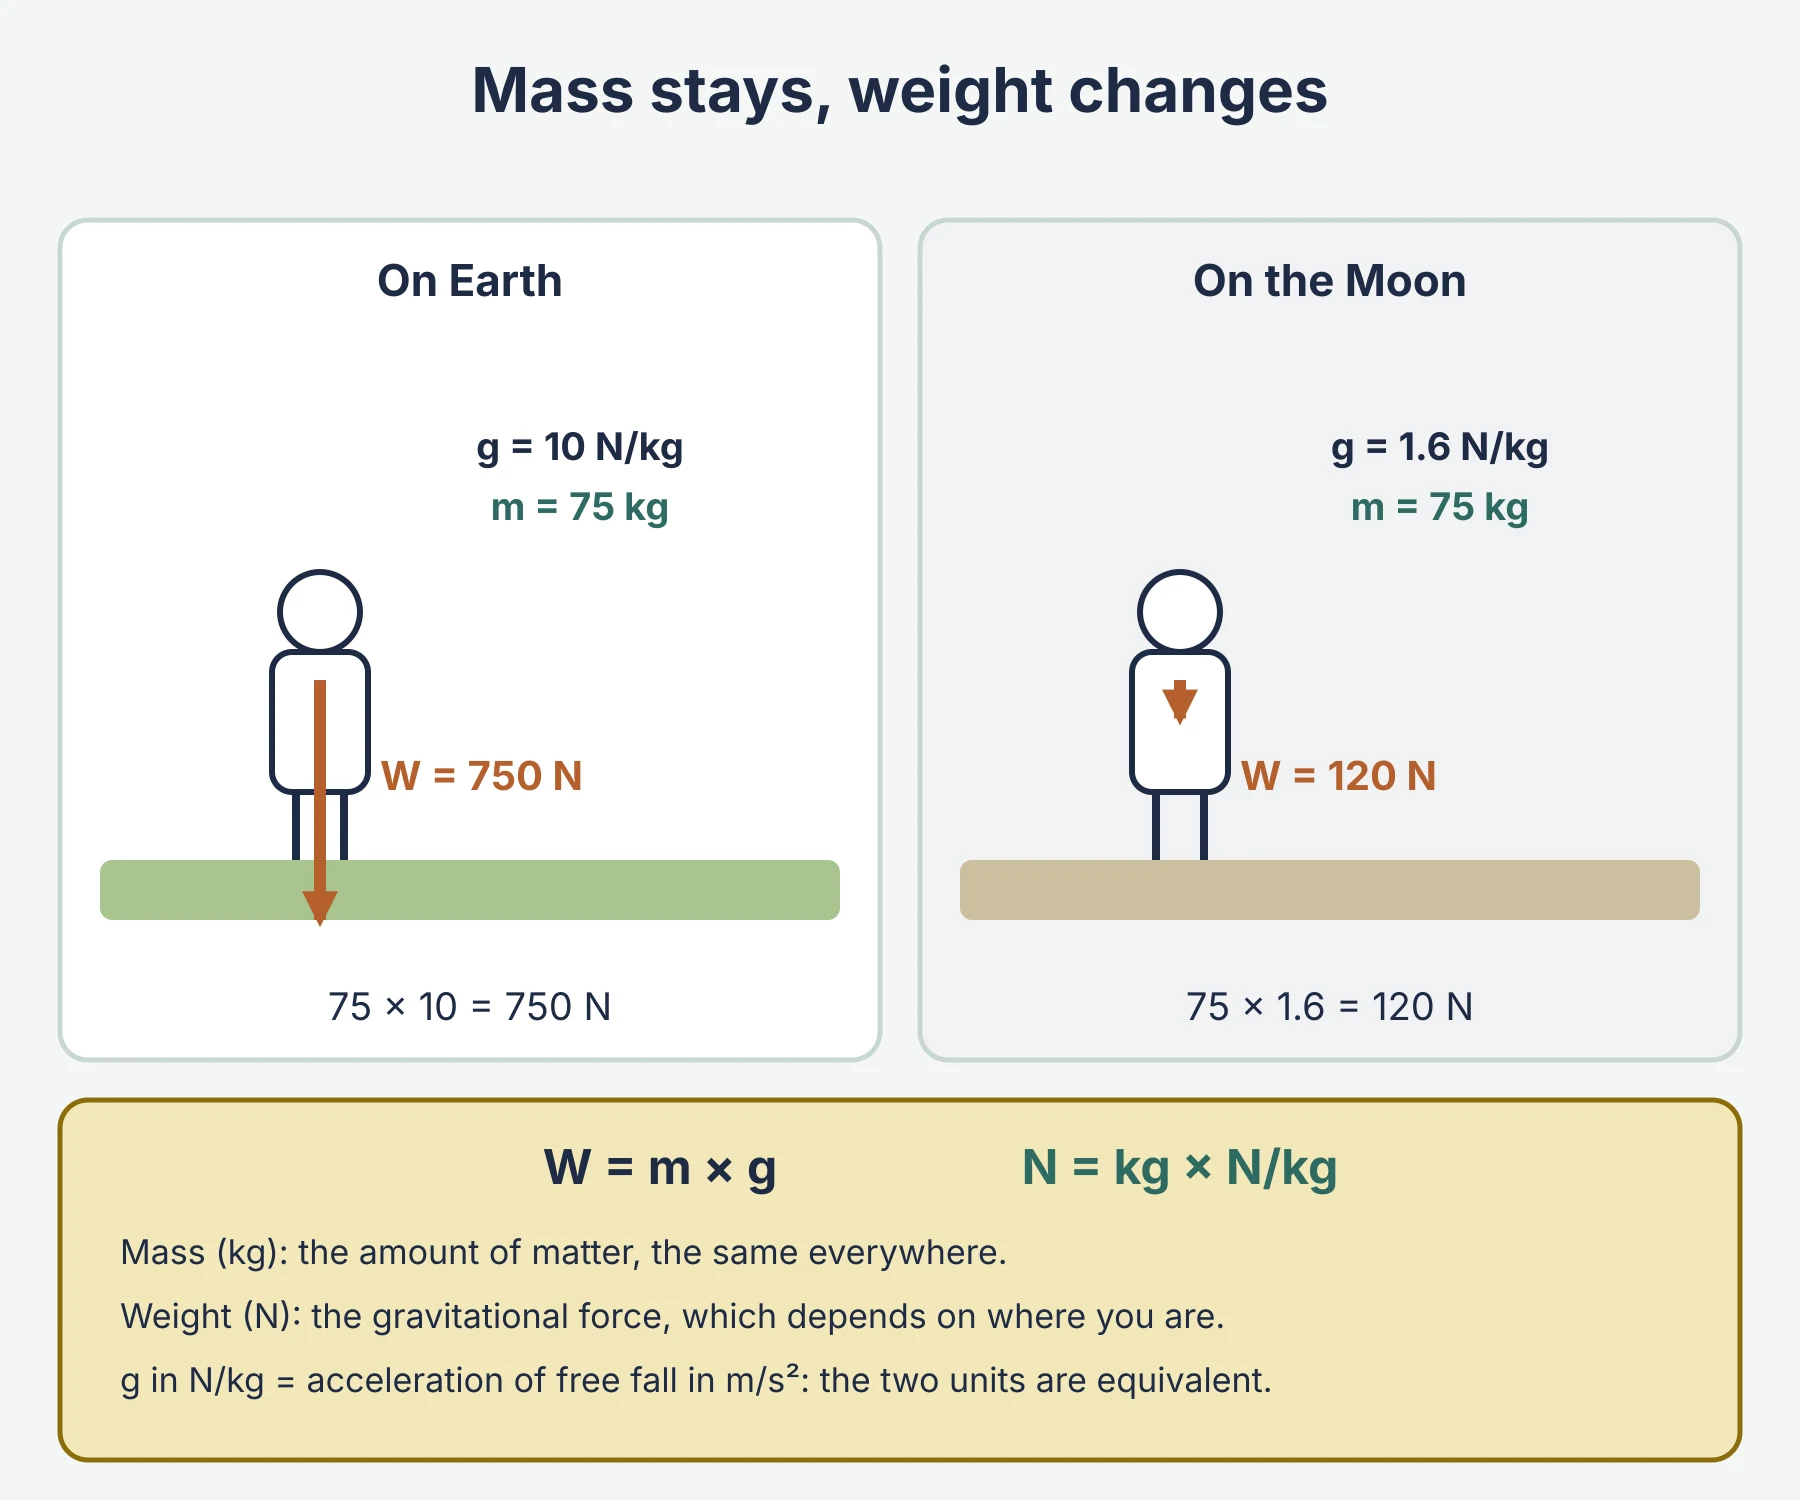 Mass stays, weight changes
On Earth
g = 10 N/kg
m = 75 kg
W = 750 N
75 × 10 = 750 N
On the Moon
g = 1.6 N/kg
m = 75 kg
W = 120 N
75 × 1.6 = 120 N
W = m × g
N = kg × N/kg
Mass (kg): the amount of matter, the same everywhere.
Weight (N): the gravitational force, which depends on where you are.
g in N/kg = acceleration of free fall in m/s²: the two units are equivalent.